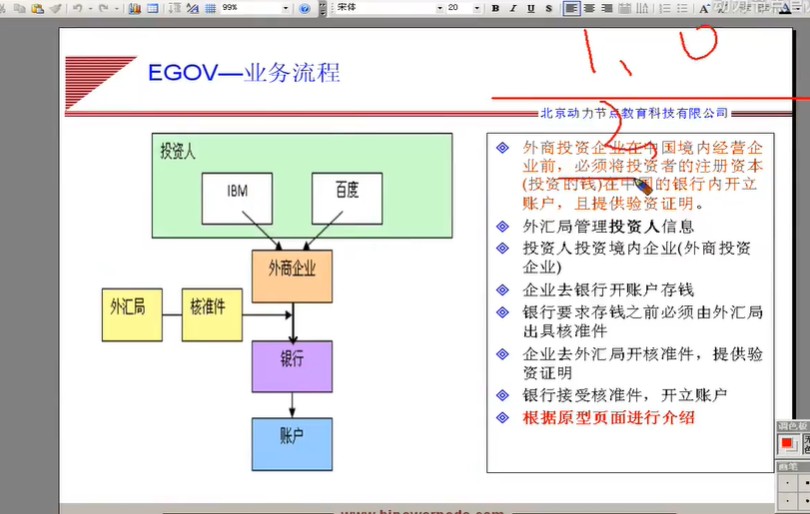 99%
宋体
20
B
I
U
S
1、0
EGOV—业务流程
北京动力节点教育科技有限公司
2、
投资人
IBM
百度
外商企业
外汇局
核准件
银行
账户
外商投资企业在中国境内经营企
业前，必须将投资者的注册资本
(投资的钱)在中国的银行内开立
账户，且提供验资证明。
外汇局管理投资人信息
投资人投资境内企业(外商投资
企业)
企业去银行开账户存钱
银行要求存钱之前必须由外汇局
出具核准件
企业去外汇局开核准件，提供验
资证明
银行接受核准件，开立账户
根据原型页面进行介绍
调色板
画笔